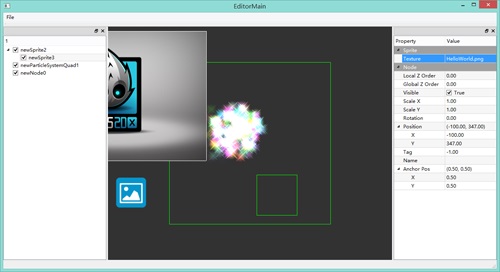 EditorMain
File
1
newSprite2
newSprite3
newParticleSystemQuad1
newNode0
S20X
Property Value
Sprite
Texture HelloWorld.png
Node
Local Z Order 0.00
Global Z Order 0.00
Visible True
Scale X 1.00
Scale Y 1.00
Rotation 0.00
Position (-100.00, 347.00)
X -100.00
Y 347.00
Tag -1.00
Name
Anchor Pos (0.50, 0.50)
X 0.50
Y 0.50